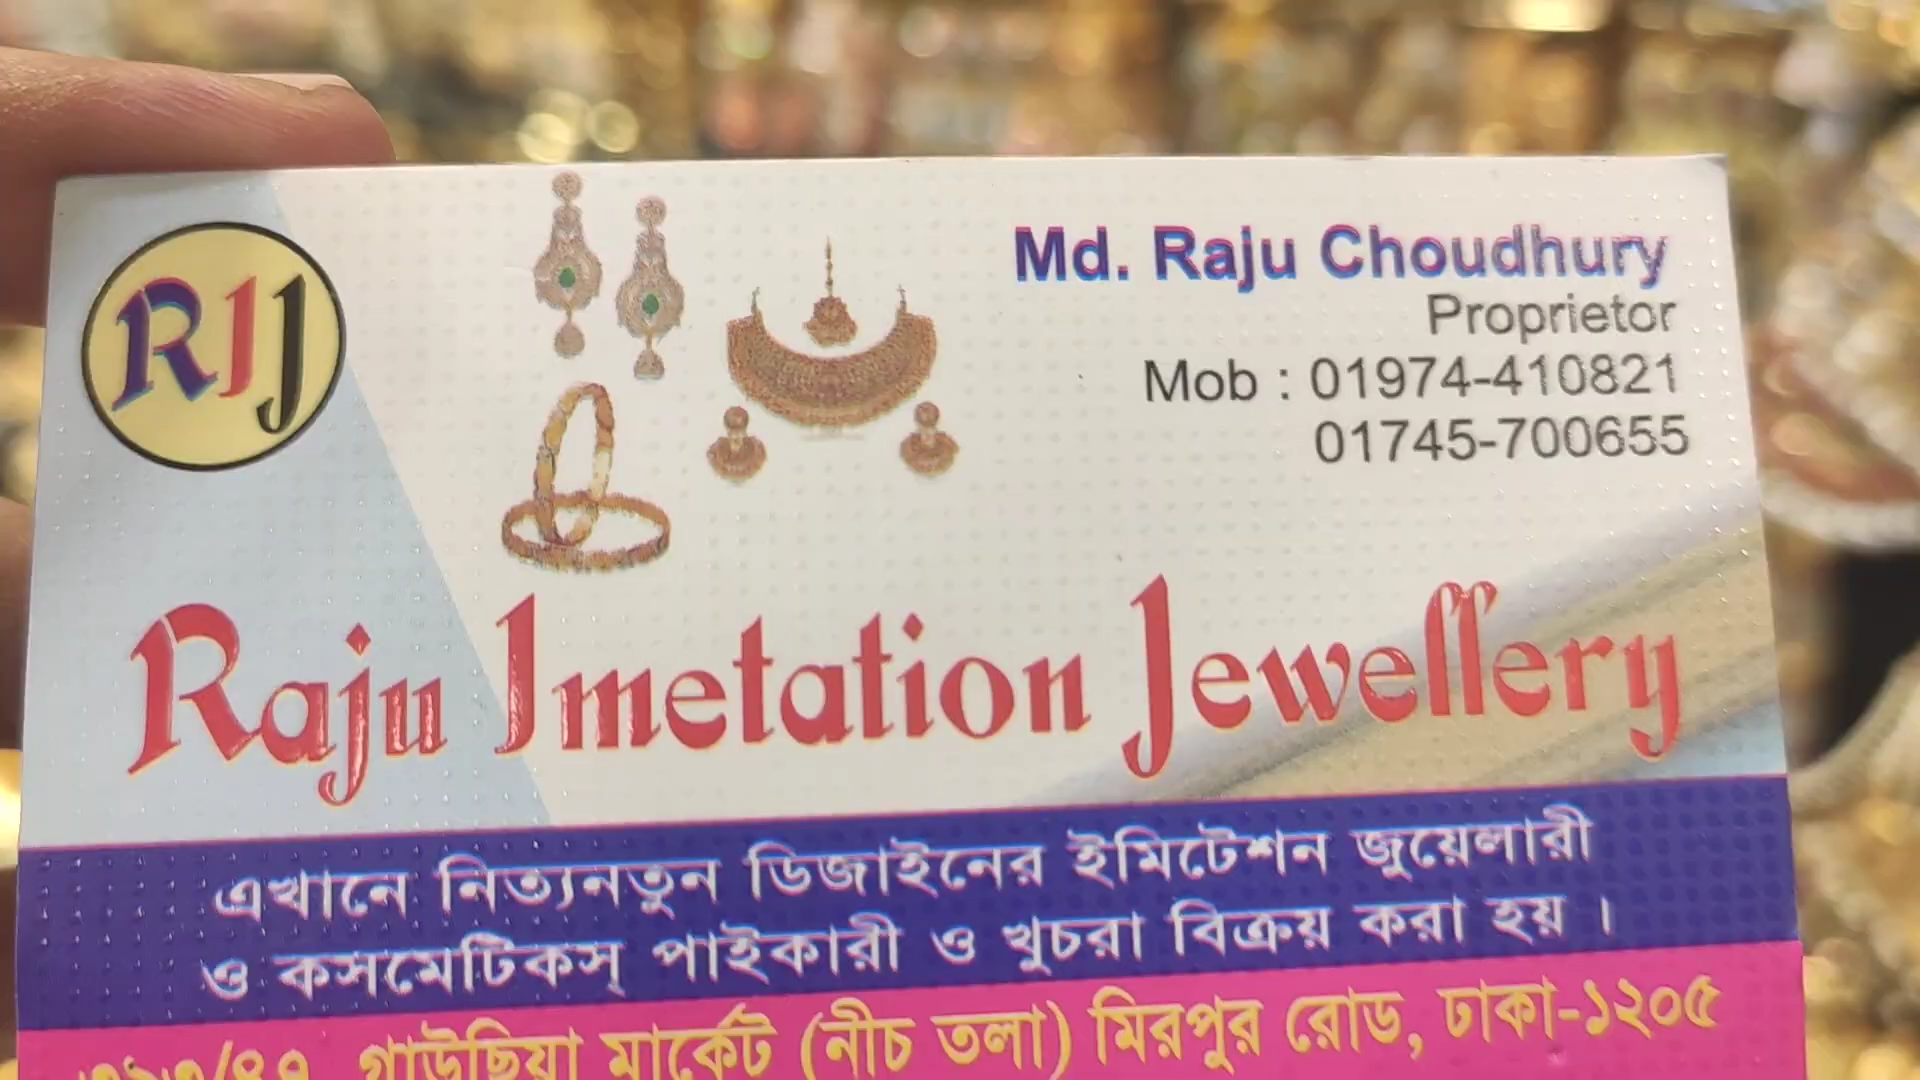 RIJ
Md. Raju Choudhury
Proprietor
Mob : 01974-410821
01745-700655
Raju Imetation Jewellery
এখানে নিত্যনতুন ডিজাইনের ইমিটেশন জুয়েলারী
ও কসমেটিকস্ পাইকারী ও খুচরা বিক্রয় করা হয় ।
গাউছিয়া মার্কেট (নীচ তলা) মিরপুর রোড, ঢাকা-১২০৫